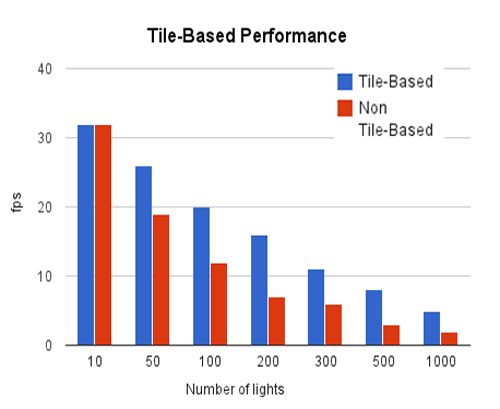 Tile-Based Performance
40
30
20
10
0
fps
Tile-Based
Non
Tile-Based
10 50 100 200 300 500 1000
Number of lights